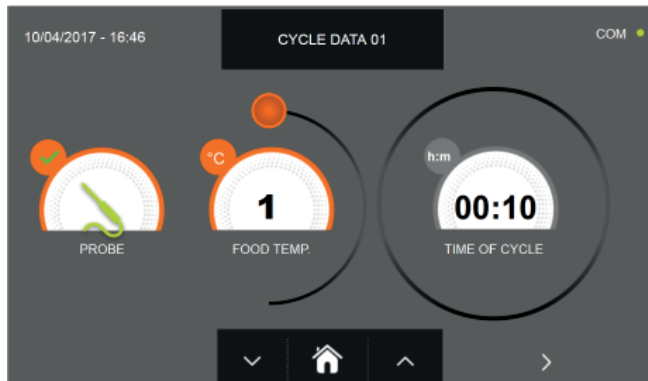 10/04/2017 - 16:46
CYCLE DATA 01
COM
°C
h:m
1
00:10
PROBE
FOOD TEMP.
TIME OF CYCLE